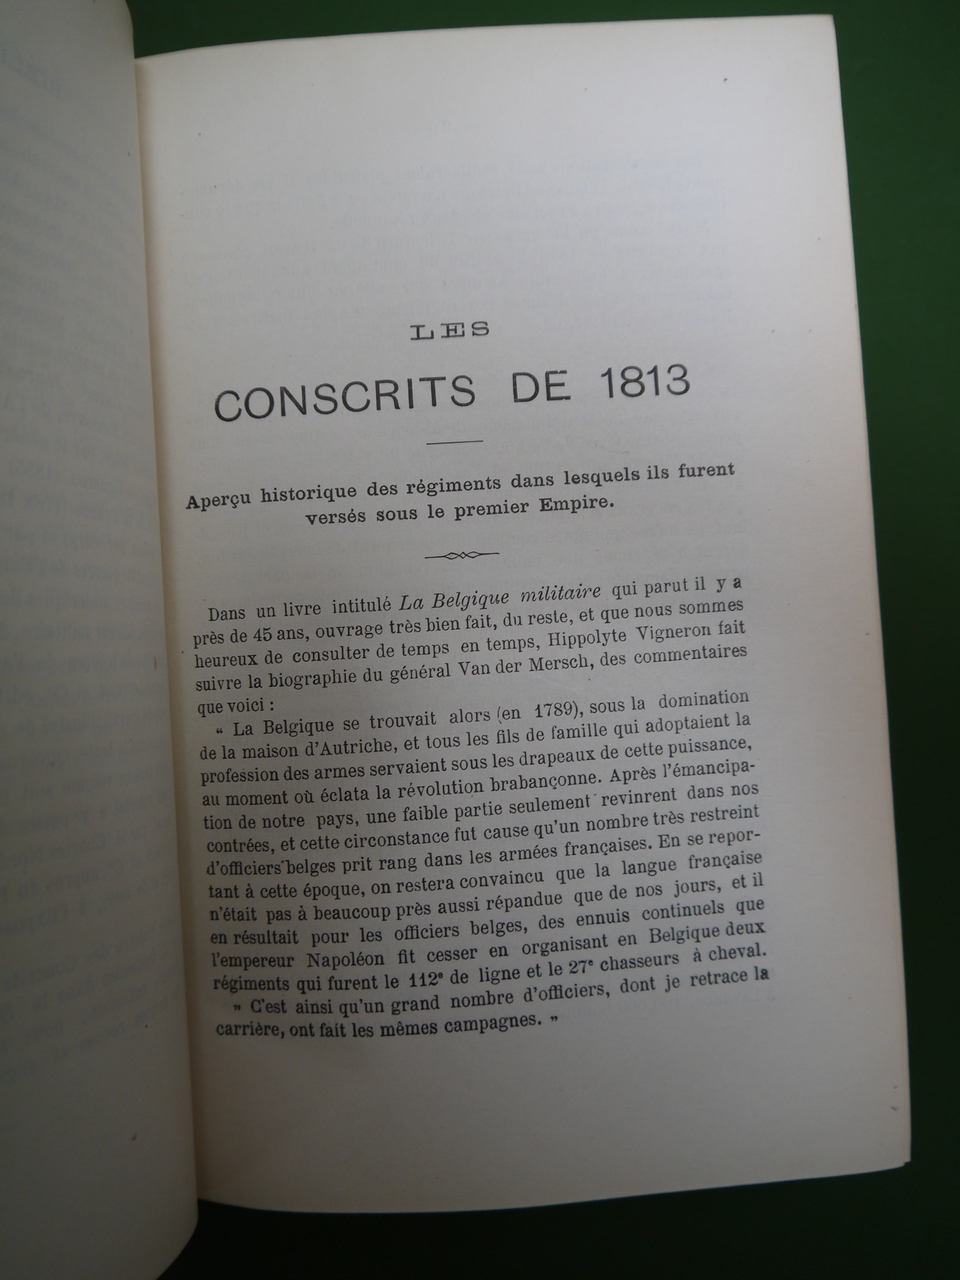 LES
CONSCRITS DE 1813
Aperçu historique des régiments dans lesquels ils furent
versés sous le premier Empire.
Dans un livre intitulé La Belgique militaire qui parut il y a
près de 45 ans, ouvrage très bien fait, du reste, et que nous sommes
heureux de consulter de temps en temps, Hippolyte Vigneron fait
suivre la biographie du général Van der Mersch, des commentaires
que voici :
“ La Belgique se trouvait alors (en 1789), sous la domination
de la maison d'Autriche, et tous les fils de famille qui adoptaient la
profession des armes servaient sous les drapeaux de cette puissance,
au moment où éclata la révolution brabançonne. Après l'émancipa-
tion de notre pays, une faible partie seulement revinrent dans nos
contrées, et cette circonstance fut cause qu'un nombre très restreint
d'officiers belges prit rang dans les armées françaises. En se repor-
tant à cette époque, on restera convaincu que la langue française
n'était pas à beaucoup près aussi répandue que de nos jours, et il
en résultait pour les officiers belges, des ennuis continuels que
l'empereur Napoléon fit cesser en organisant en Belgique deux
régiments qui furent le 112e de ligne et le 27e chasseurs à cheval.
” C'est ainsi qu'un grand nombre d'officiers, dont je retrace la
carrière, ont fait les mêmes campagnes. ”